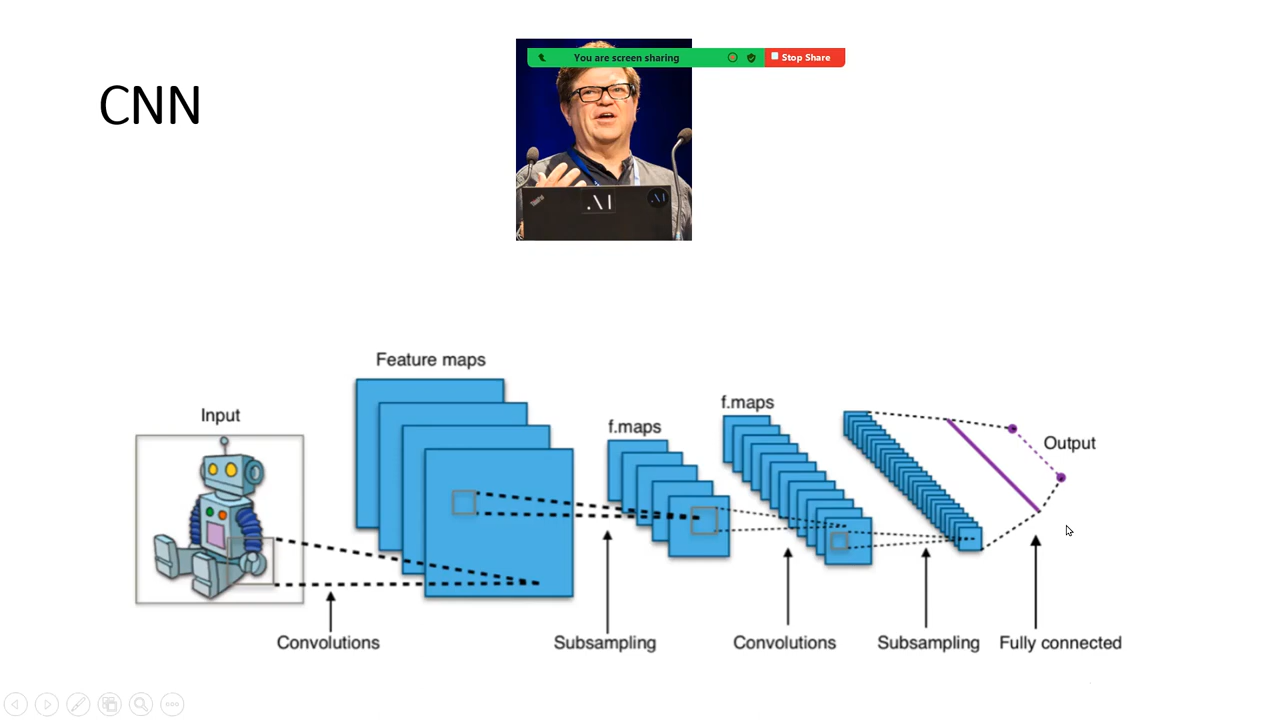 You are screen sharing Stop Share
CNN
.AI
Feature maps
Input
f.maps
f.maps
Output
Convolutions
Subsampling
Convolutions
Subsampling
Fully connected